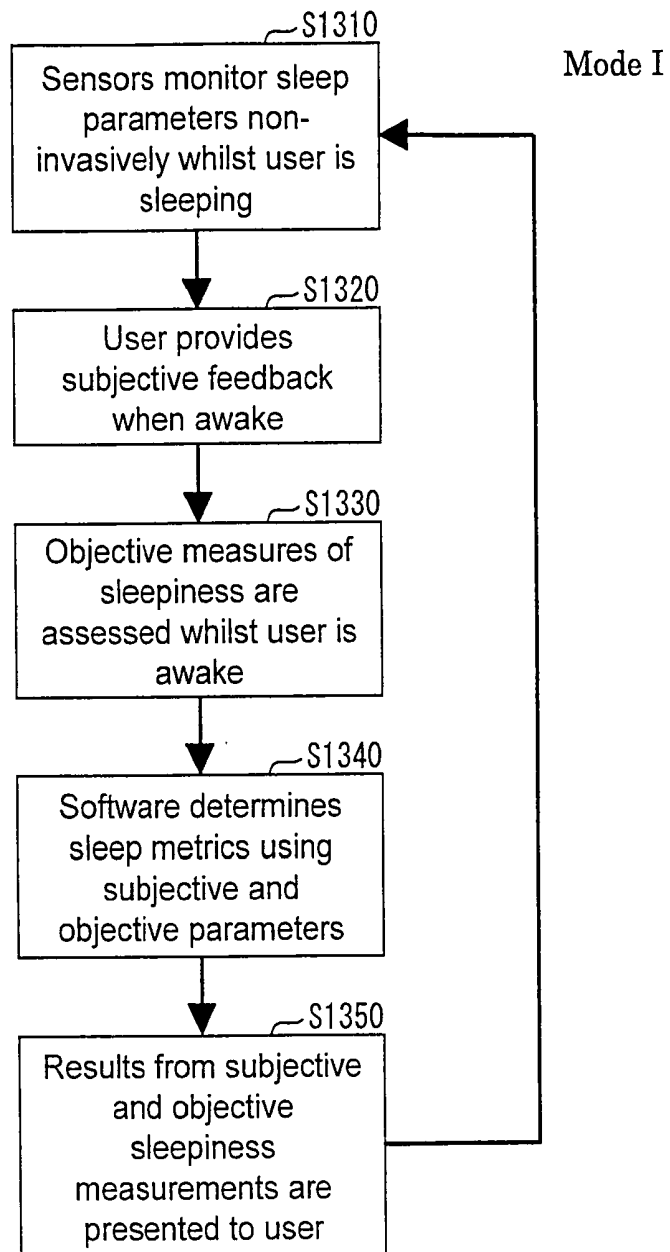 S1310
Mode I
Sensors monitor sleep
parameters non-
invasively whilst user is
sleeping
S1320
User provides
subjective feedback
when awake
S1330
Objective measures of
sleepiness are
assessed whilst user is
awake
S1340
Software determines
sleep metrics using
subjective and
objective parameters
S1350
Results from subjective
and objective
sleepiness
measurements are
presented to user